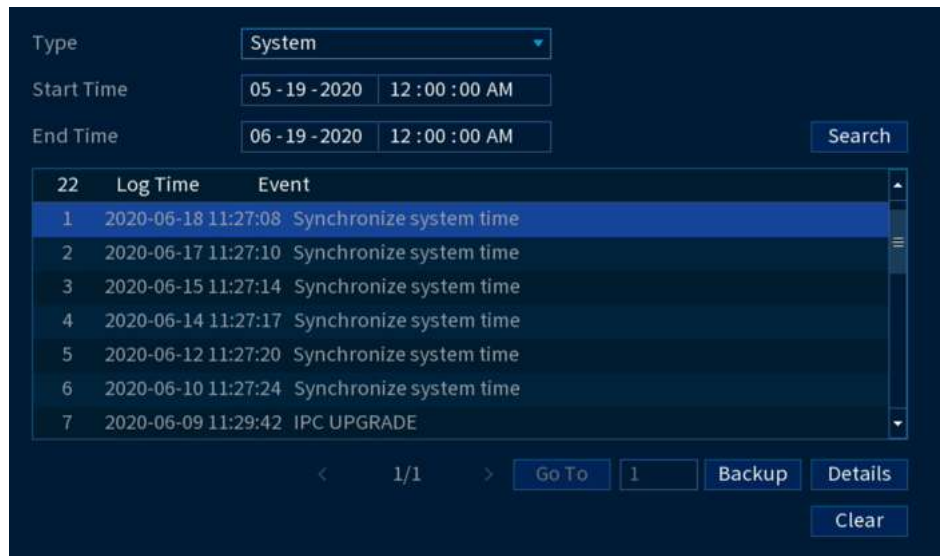 Type System
Start Time 05 - 19 - 2020 12 : 00 : 00 AM
End Time 06 - 19 - 2020 12 : 00 : 00 AM Search
22 Log Time Event
1 2020-06-18 11:27:08 Synchronize system time
2 2020-06-17 11:27:10 Synchronize system time
3 2020-06-15 11:27:14 Synchronize system time
4 2020-06-14 11:27:17 Synchronize system time
5 2020-06-12 11:27:20 Synchronize system time
6 2020-06-10 11:27:24 Synchronize system time
7 2020-06-09 11:29:42 IPC UPGRADE
< 1/1 > Go To 1 Backup Details
Clear